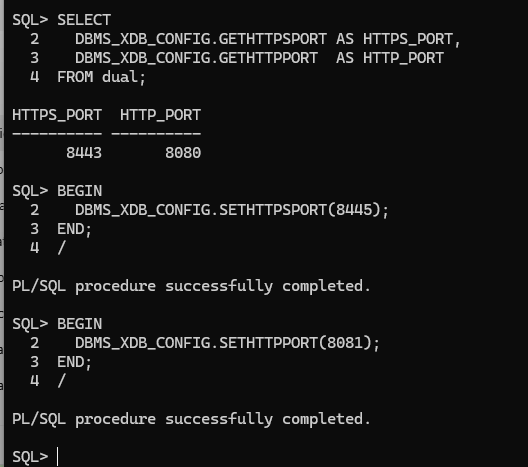 SQL> SELECT
  2    DBMS_XDB_CONFIG.GETHTTPSPORT AS HTTPS_PORT,
  3    DBMS_XDB_CONFIG.GETHTTPPORT  AS HTTP_PORT
  4  FROM dual;

HTTPS_PORT  HTTP_PORT
---------- ----------
      8443       8080

SQL> BEGIN
  2    DBMS_XDB_CONFIG.SETHTTPSPORT(8445);
  3  END;
  4  /

PL/SQL procedure successfully completed.

SQL> BEGIN
  2    DBMS_XDB_CONFIG.SETHTTPPORT(8081);
  3  END;
  4  /

PL/SQL procedure successfully completed.

SQL>